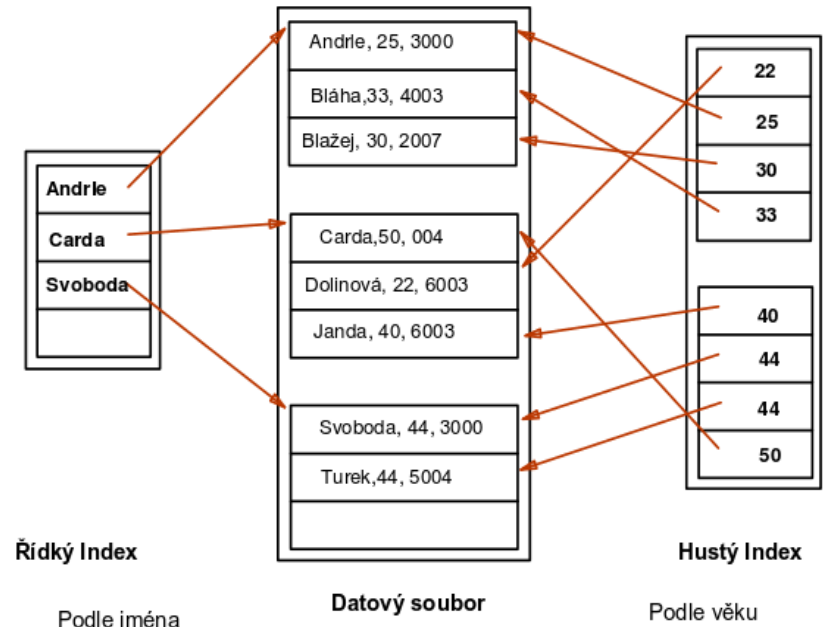 Andrle
Carda
Svoboda
Řídký Index
Podle iména
Andrle, 25, 3000
Bláha,33, 4003
Blažej, 30, 2007
Carda,50, 004
Dolinová, 22, 6003
Janda, 40, 6003
Svoboda, 44, 3000
Turek,44, 5004
Datový soubor
22
25
30
33
40
44
44
50
Hustý Index
Podle věku